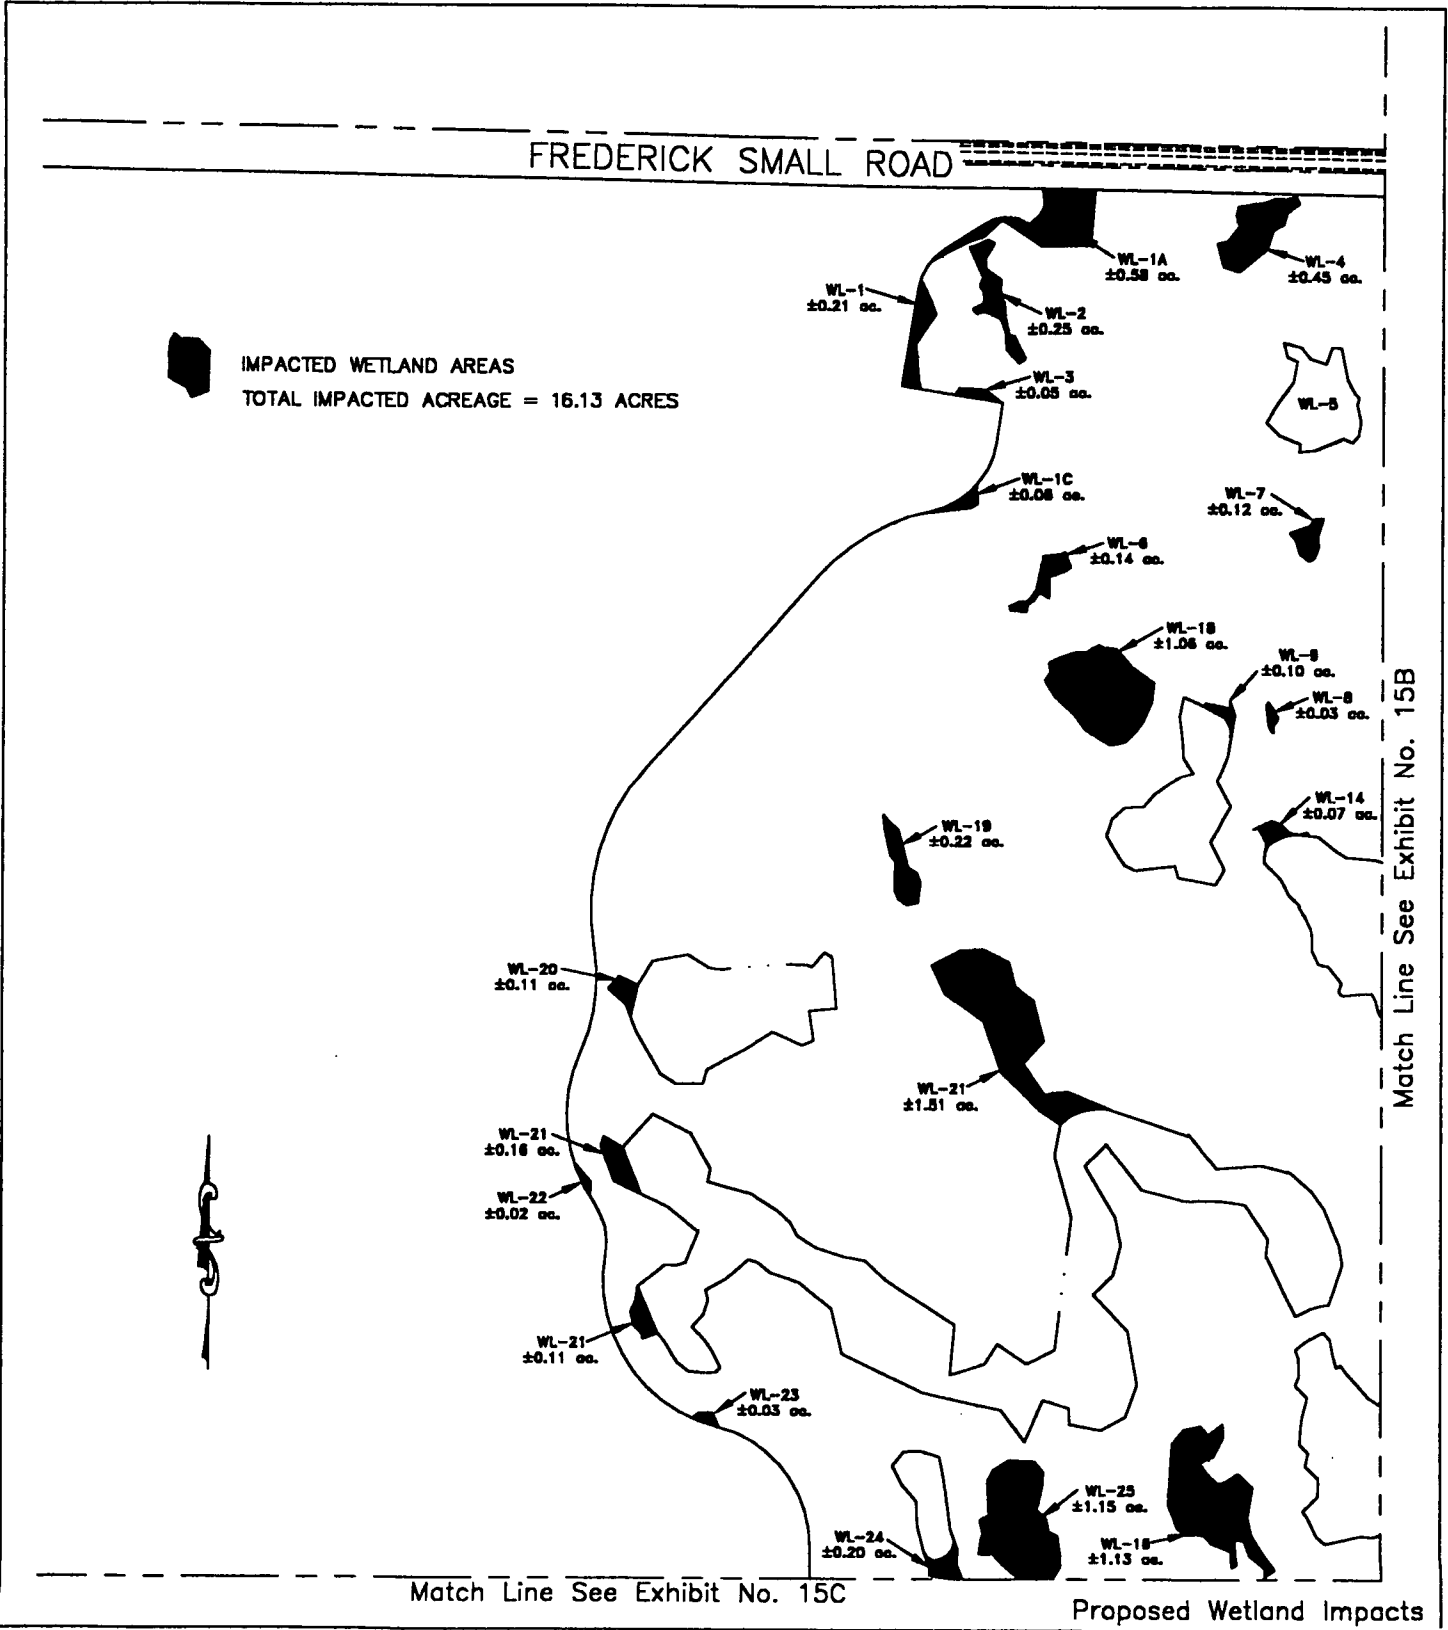 FREDERICK SMALL ROAD
WL-1A
±0.58 ac.
WL-4
±0.45 ac.
WL-1
±0.21 ac.
WL-2
±0.25 ac.
IMPACTED WETLAND AREAS
TOTAL IMPACTED ACREAGE = 16.13 ACRES
WL-3
±0.05 ac.
WL-5
WL-1C
WL-7
±0.12 ac.
WL-6
±0.14 ac.
WL-18
±1.06 ac.
WL-9
±0.10 ac.
WL-8
±0.03 ac.
WL-14
±0.07 ac.
WL-19
±0.22 ac.
Match Line See Exhibit No. 15B
WL-20
±0.11 ac.
WL-21
±1.51 ac.
WL-21
±0.16 ac.
WL-22
±0.02 ac.
WL-21
±0.11 ac.
WL-23
±0.03 ac.
WL-25
±1.15 ac.
WL-24
±0.20 ac.
±1.13 ac.
Match Line See Exhibit No. 15C
Proposed Wetland Impacts